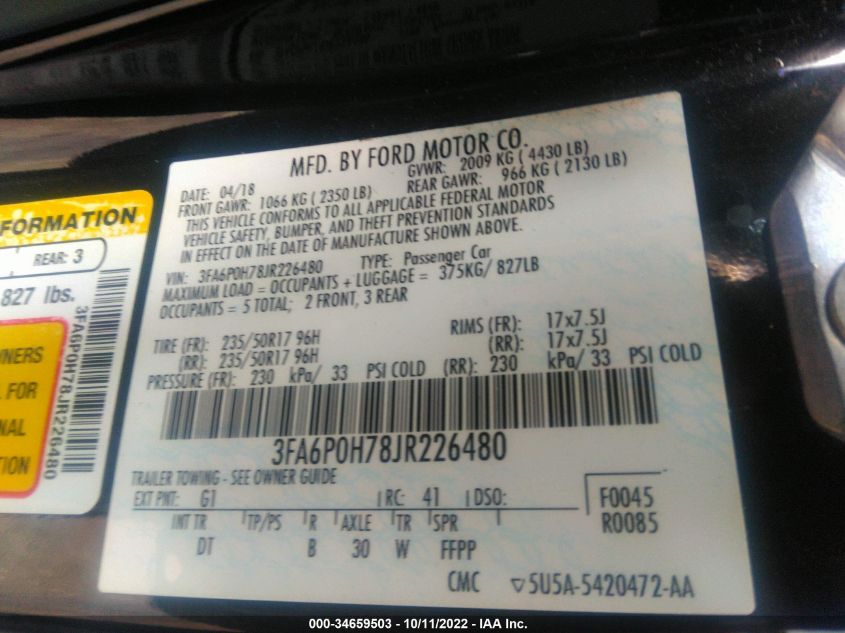 MFD. BY FORD MOTOR CO.
DATE: 04/18 GVWR: 2009 KG ( 4430 LB)
FRONT GAWR: 1066 KG ( 2350 LB) REAR GAWR: 966 KG ( 2130 LB)
THIS VEHICLE CONFORMS TO ALL APPLICABLE FEDERAL MOTOR
VEHICLE SAFETY, BUMPER, AND THEFT PREVENTION STANDARDS
IN EFFECT ON THE DATE OF MANUFACTURE SHOWN ABOVE.
VIN: 3FA6P0H78JR226480 TYPE: Passenger Car
MAXIMUM LOAD = OCCUPANTS + LUGGAGE = 375KG/ 827LB
OCCUPANTS = 5 TOTAL; 2 FRONT, 3 REAR
TIRE (FR): 235/50R17 96H RIMS (FR): 17x7.5J
(RR): 235/50R17 96H (RR): 17x7.5J
PRESSURE (FR): 230 kPa/ 33 PSI COLD (RR): 230 kPa/ 33 PSI COLD
3FA6P0H78JR226480
TRAILER TOWING - SEE OWNER GUIDE
EXT PNT: G1 RC: 41 DSO: F0045
R0085
INT TR TP/PS R AXLE TR SPR
DT B 30 W FFPP
CMC 5U5A-5420472-AA
FORMATION
REAR: 3
827 lbs.
3FA6P0H78JR226480
WNERS
FOR
NAL
TION
000-34659503 - 10/11/2022 - IAA Inc.